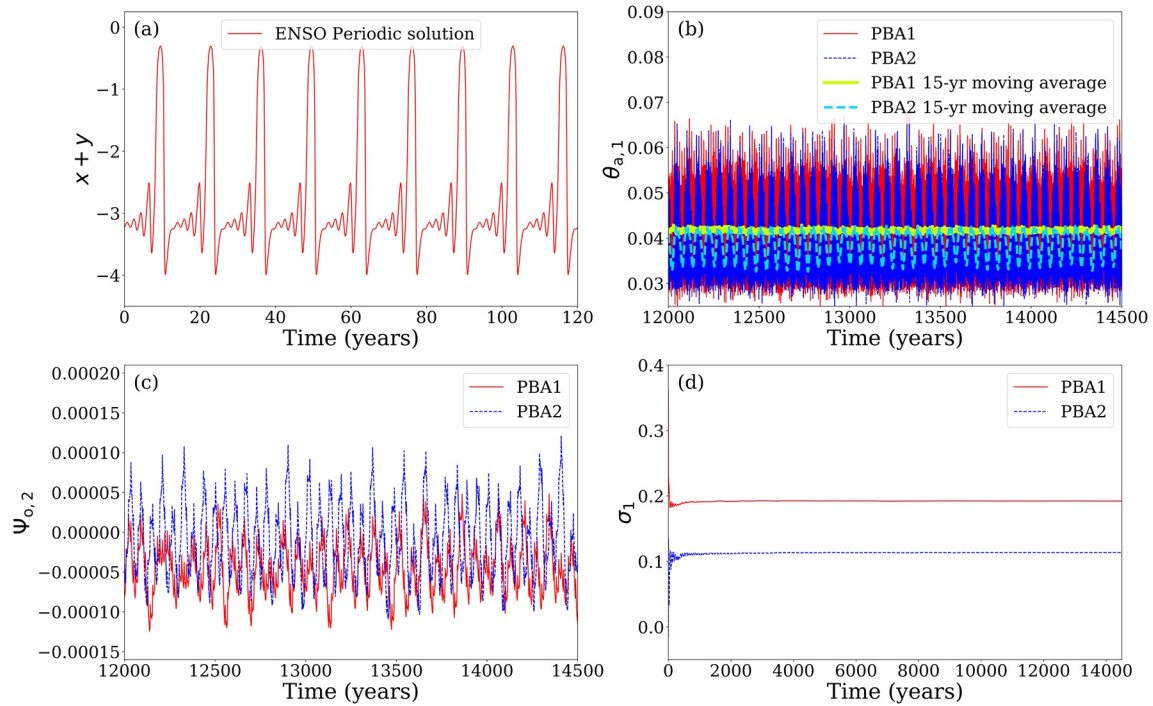 (a)
ENSO Periodic solution
0
−1
−2
−3
−4
x + y
0 20 40 60 80 100 120
Time (years)
(b)
PBA1
PBA2
PBA1 15-yr moving average
PBA2 15-yr moving average
0.09
0.08
0.07
0.06
0.05
0.04
0.03
θa, 1
12000 12500 13000 13500 14000 14500
Time (years)
(c)
PBA1
PBA2
0.00020
0.00015
0.00010
0.00005
0.00000
−0.00005
−0.00010
−0.00015
Ψo, 2
12000 12500 13000 13500 14000 14500
Time (years)
(d)
PBA1
PBA2
0.4
0.3
0.2
0.1
0.0
σ1
0 2000 4000 6000 8000 10000 12000 14000
Time (years)